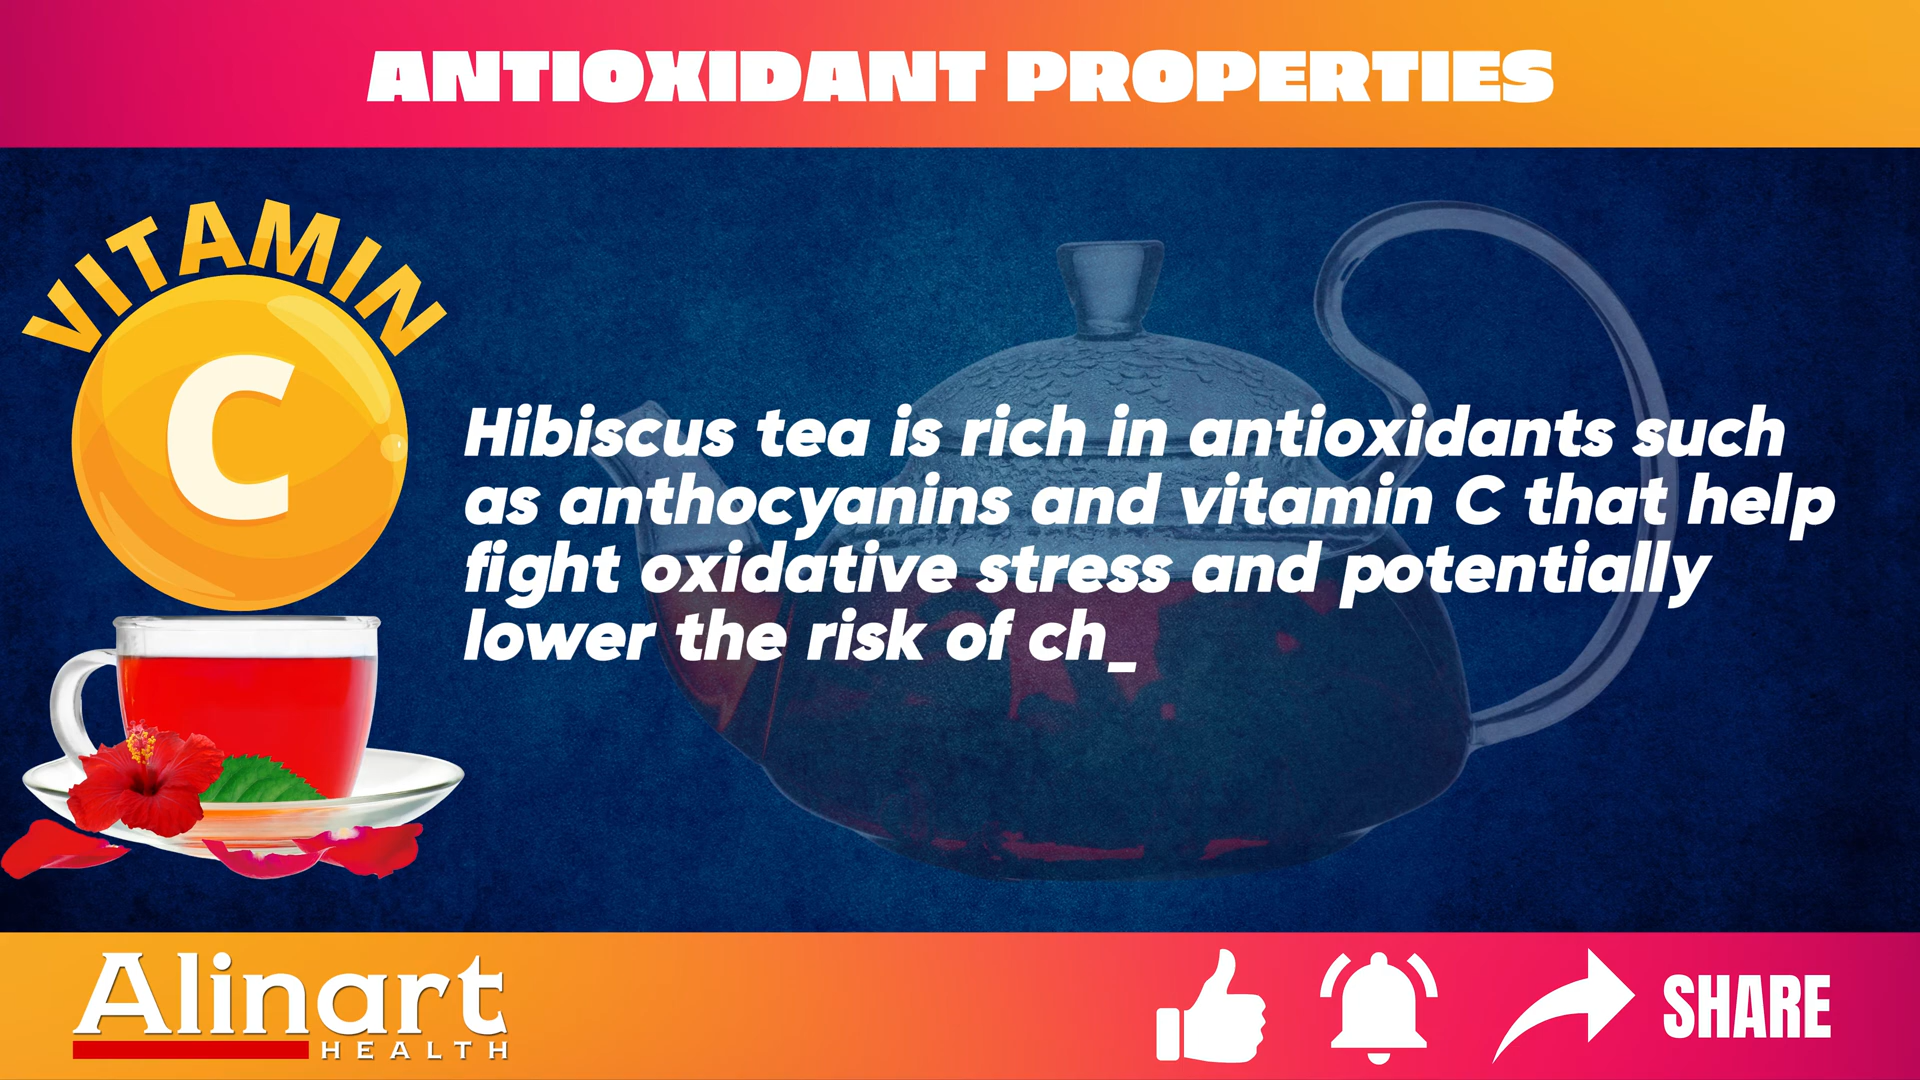 ANTIOXIDANT PROPERTIES
VITAMIN
C
Hibiscus tea is rich in antioxidants such
as anthocyanins and vitamin C that help
fight oxidative stress and potentially
lower the risk of ch_
Alinart
HEALTH
SHARE